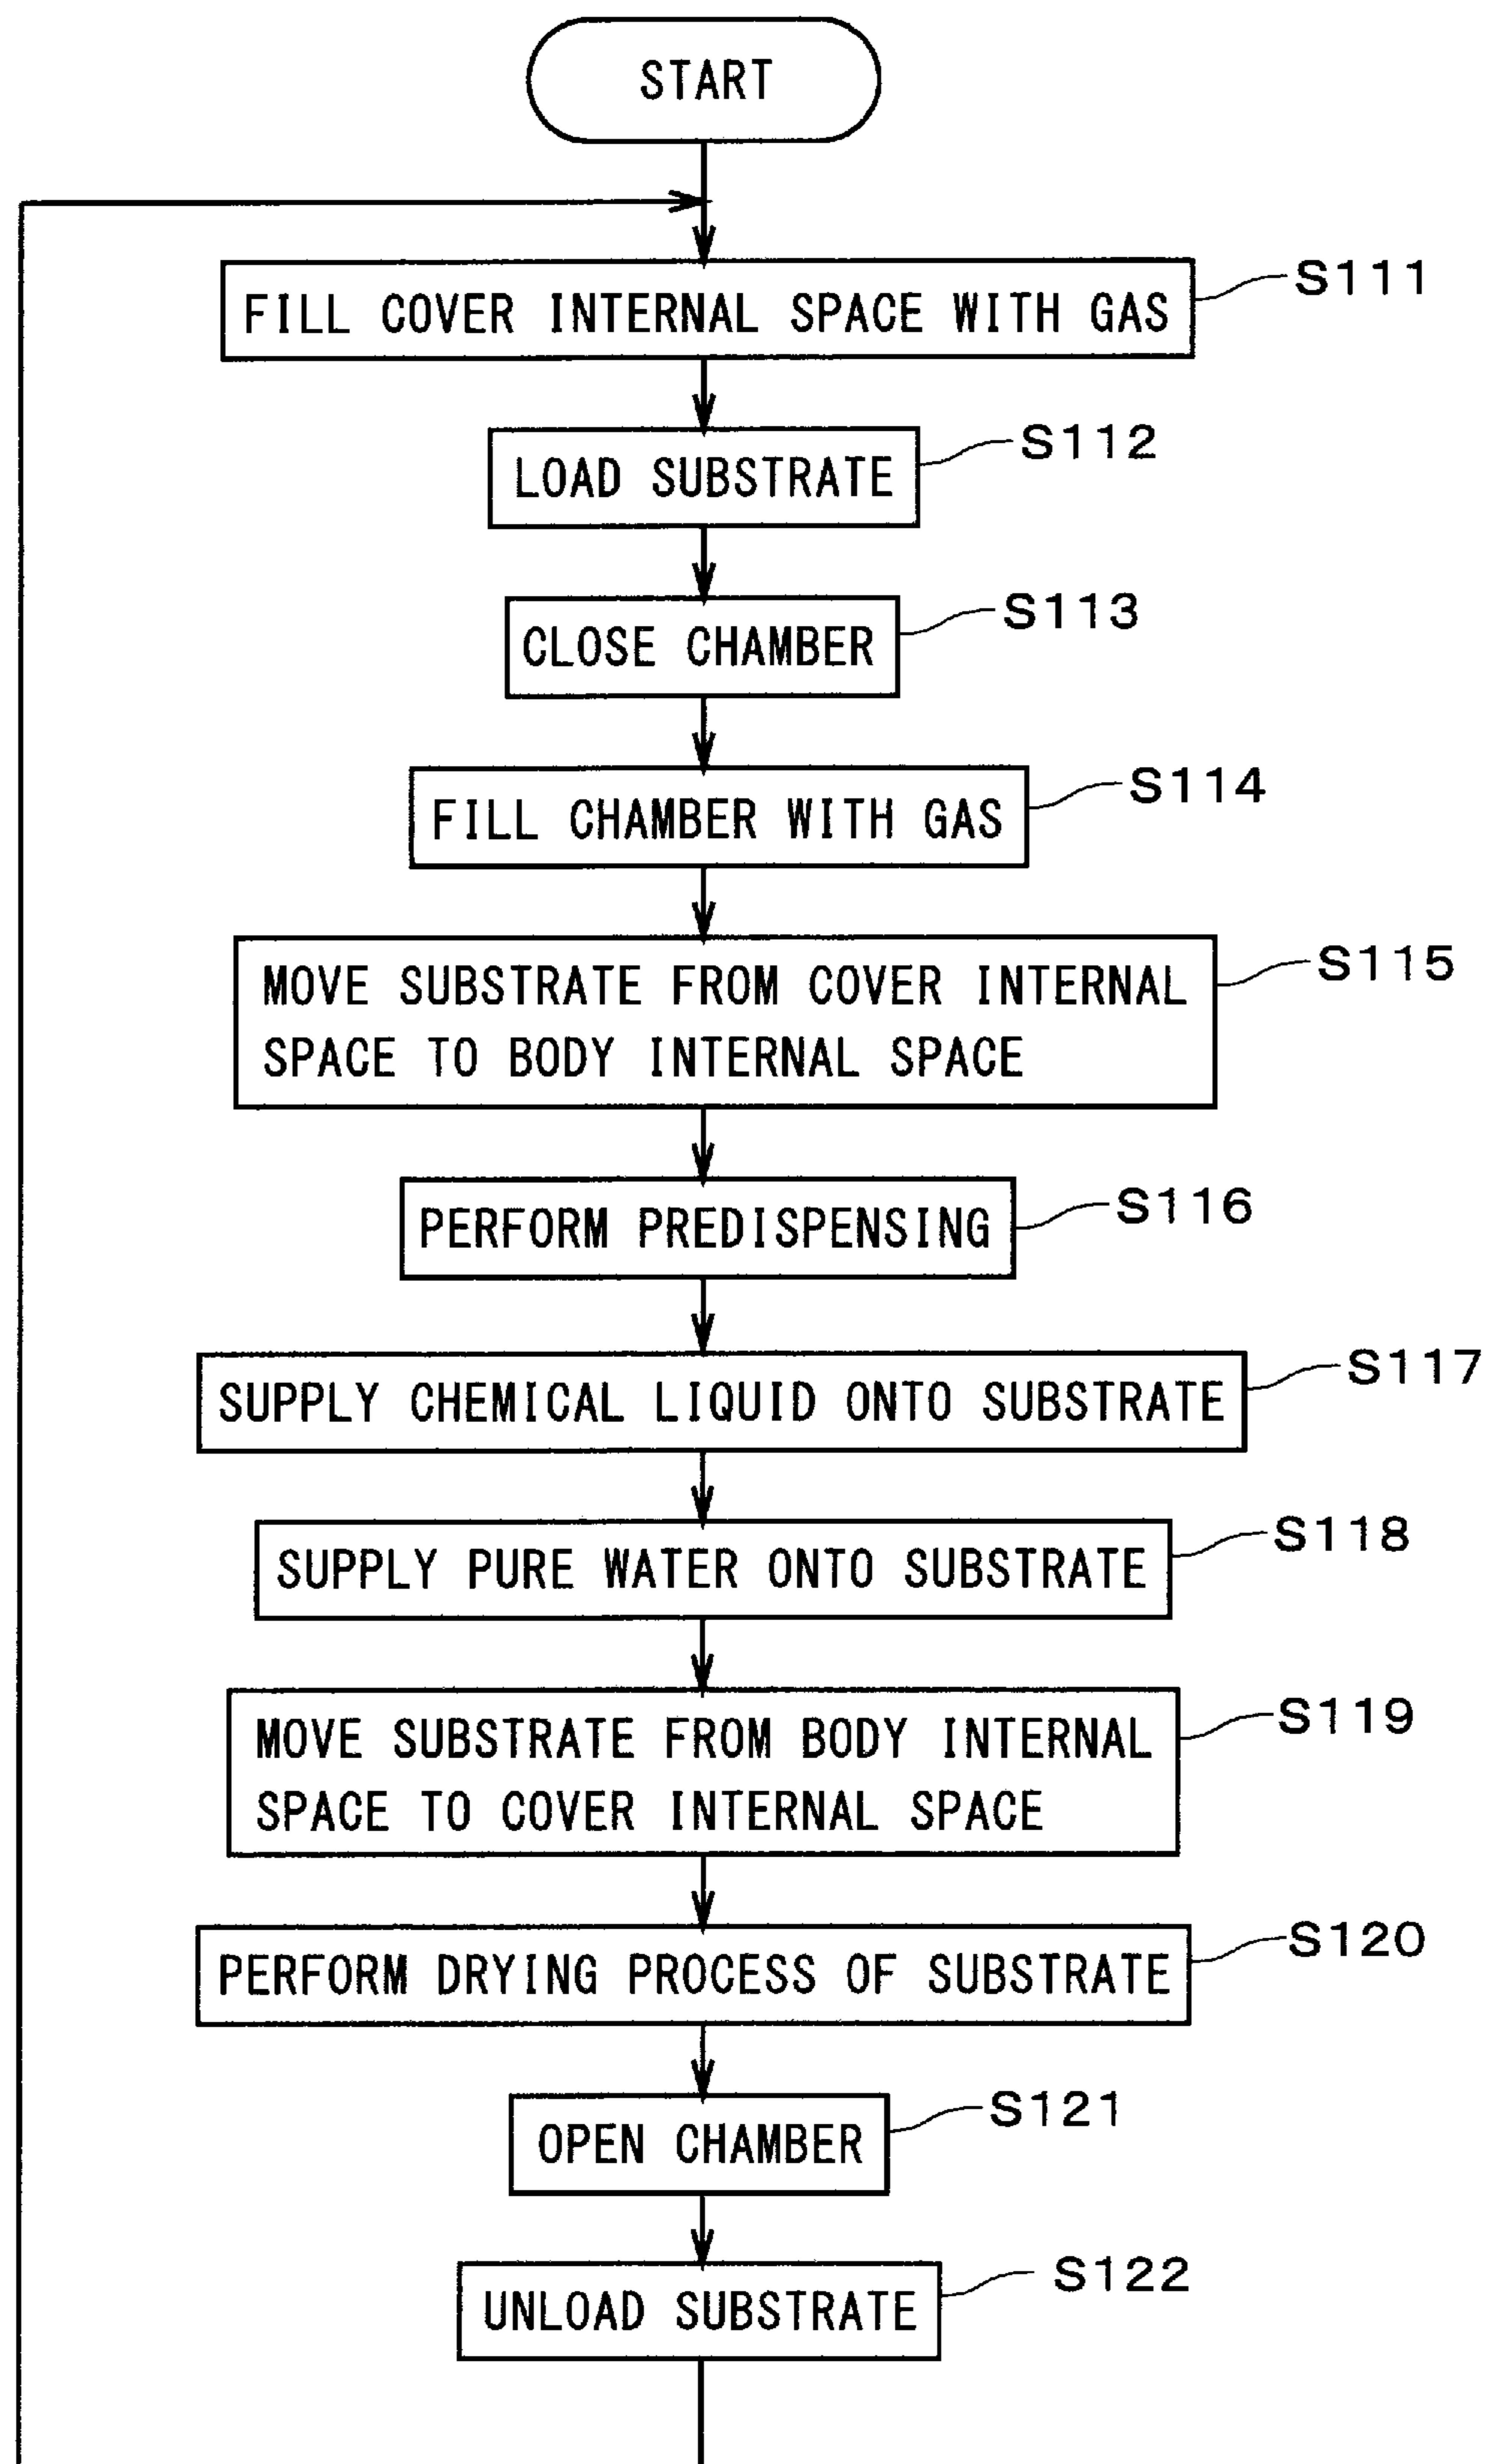 START
FILL COVER INTERNAL SPACE WITH GAS
S111
LOAD SUBSTRATE
S112
CLOSE CHAMBER
S113
FILL CHAMBER WITH GAS
S114
MOVE SUBSTRATE FROM COVER INTERNAL
SPACE TO BODY INTERNAL SPACE
S115
PERFORM PREDISPENSING
S116
SUPPLY CHEMICAL LIQUID ONTO SUBSTRATE
S117
SUPPLY PURE WATER ONTO SUBSTRATE
S118
MOVE SUBSTRATE FROM BODY INTERNAL
SPACE TO COVER INTERNAL SPACE
S119
PERFORM DRYING PROCESS OF SUBSTRATE
S120
OPEN CHAMBER
S121
UNLOAD SUBSTRATE
S122